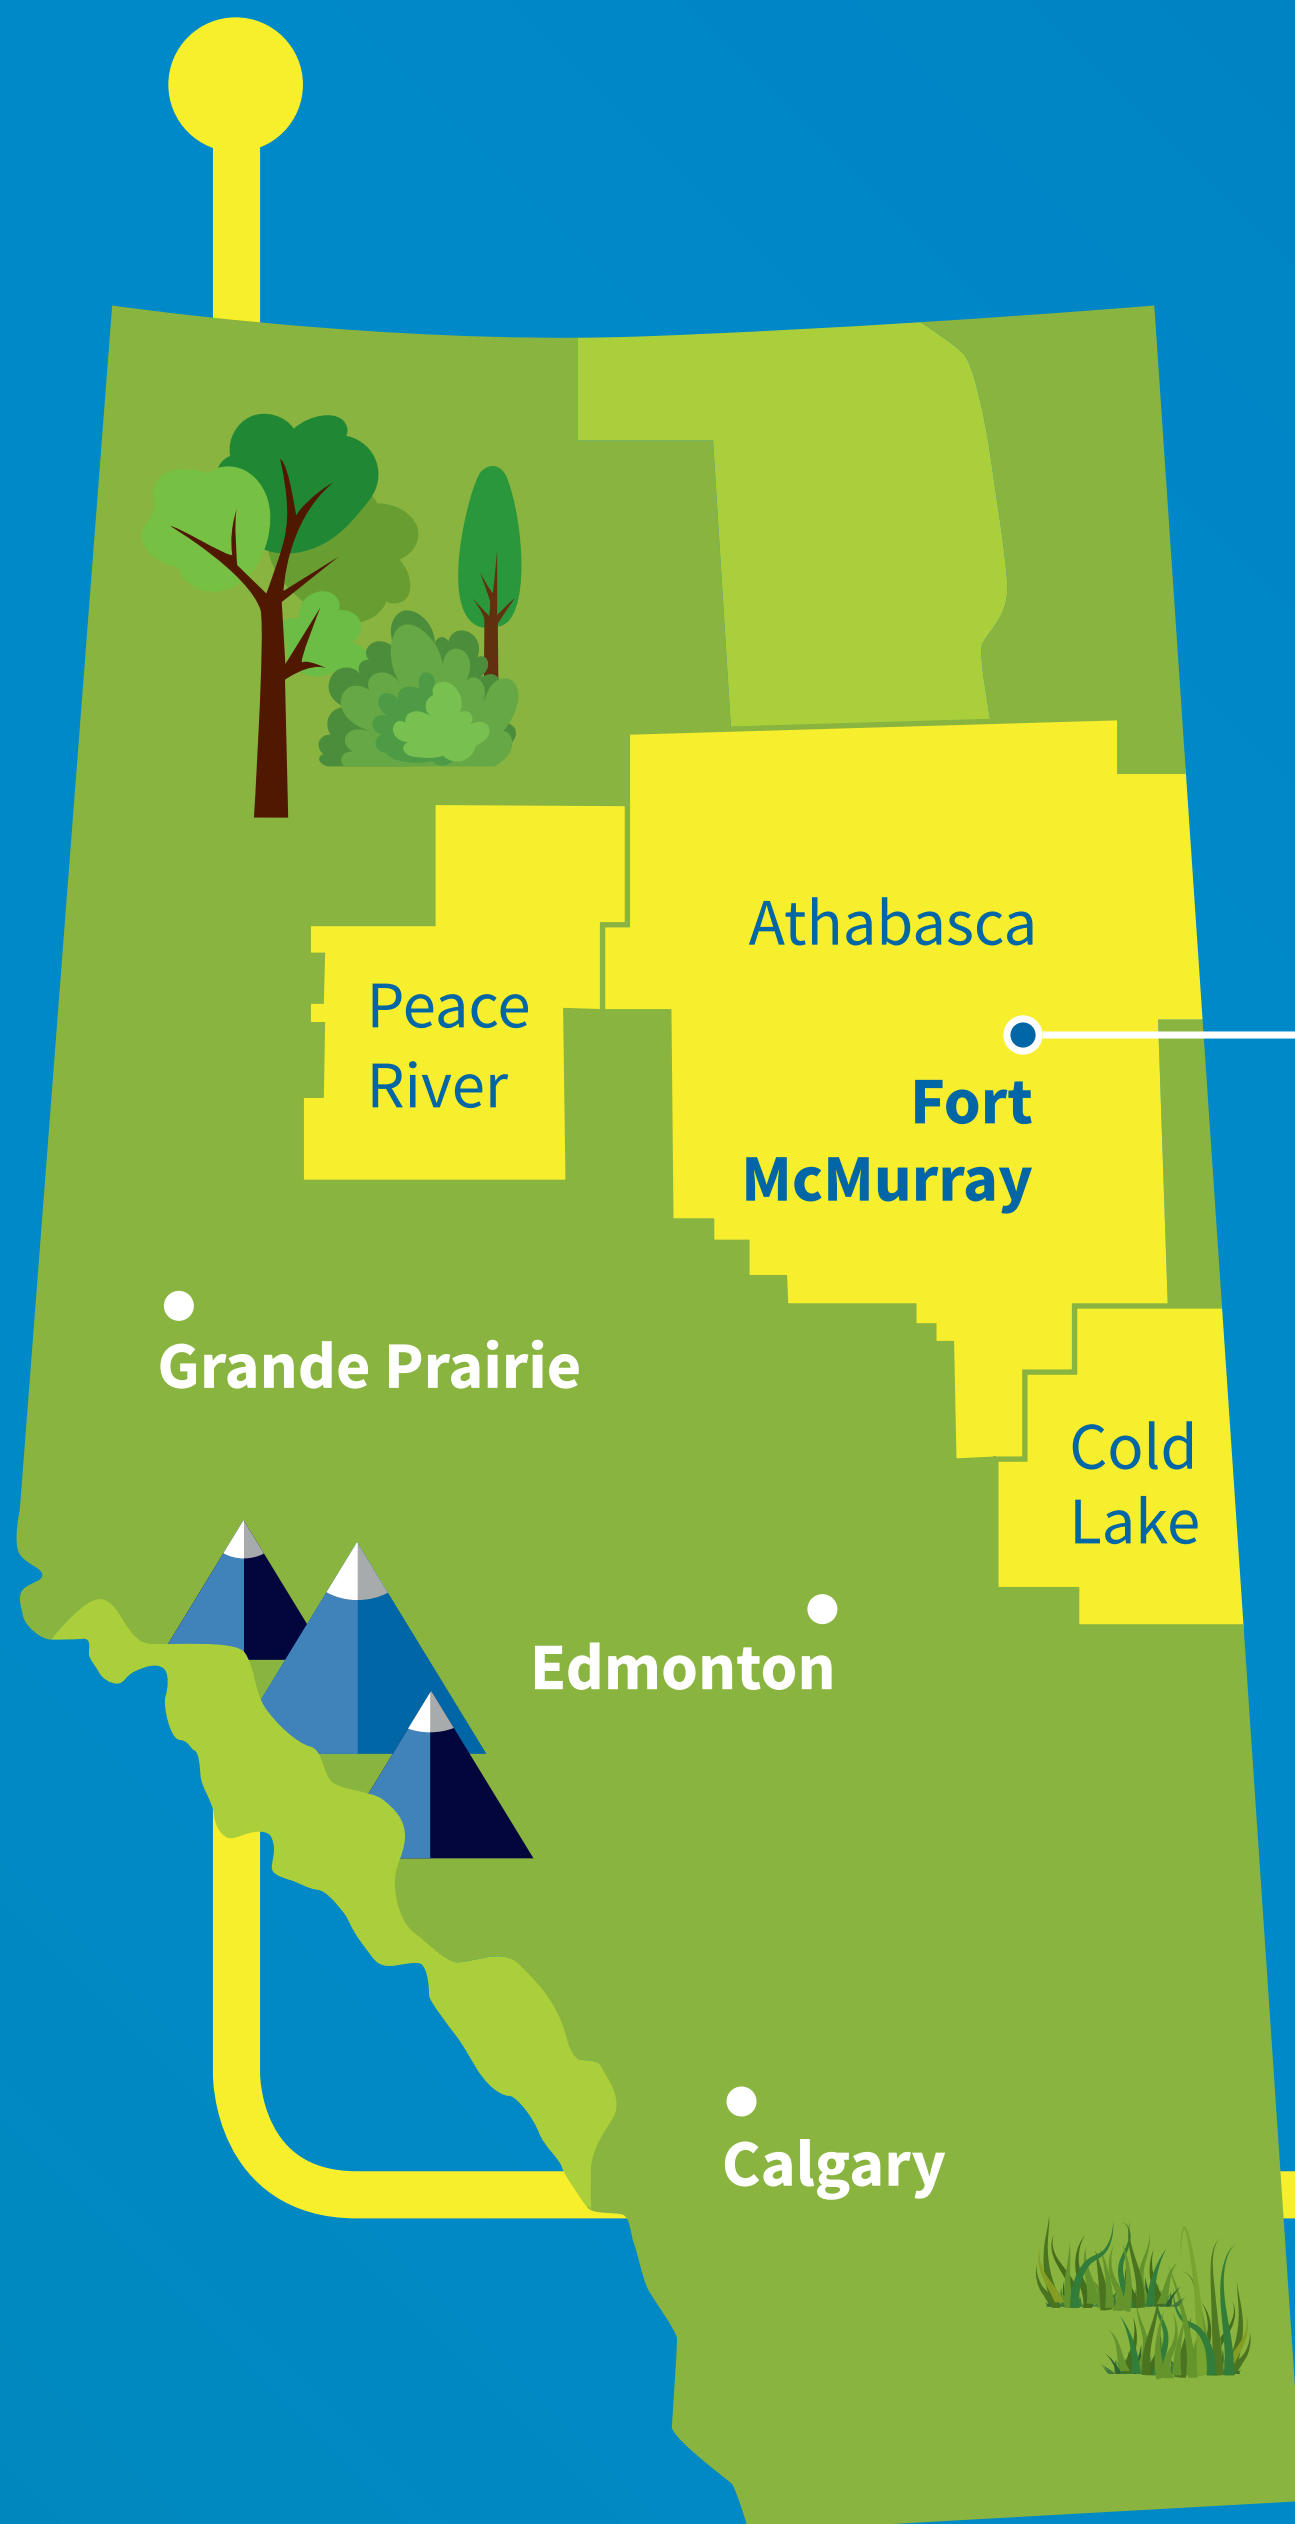 Athabasca
Peace
River
Fort
McMurray
Grande Prairie
Cold
Lake
Edmonton
Calgary